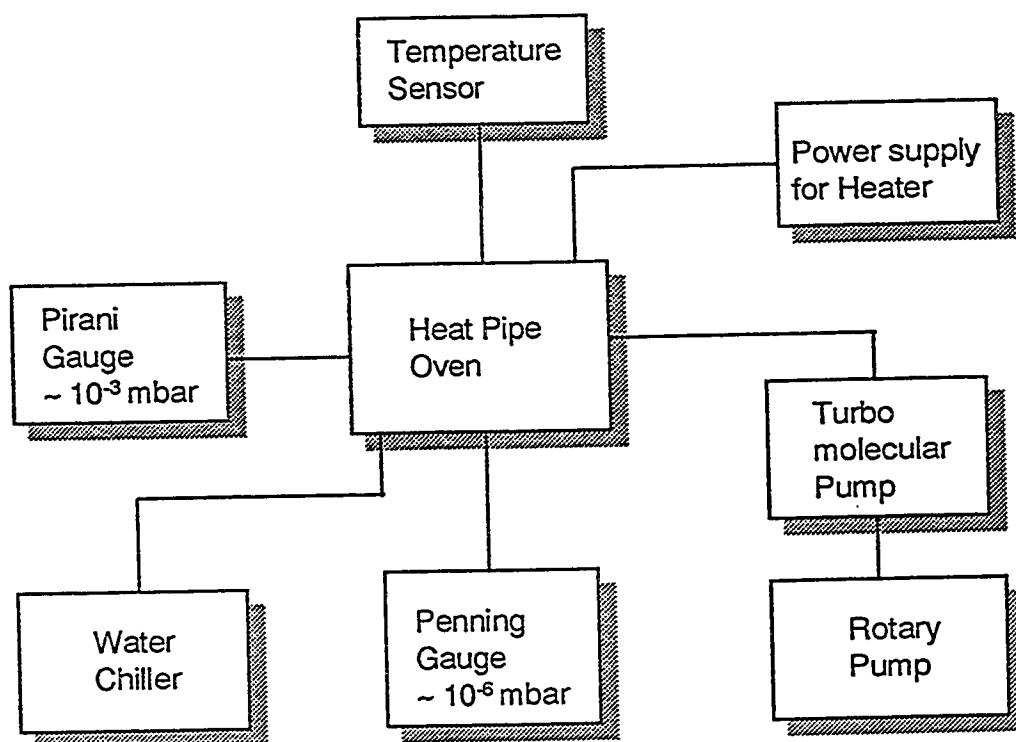 Temperature
Sensor
Power supply
for Heater
Pirani
Gauge
~ 10⁻³ mbar
Heat Pipe
Oven
Turbo
molecular
Pump
Water
Chiller
Penning
Gauge
~ 10⁻⁶ mbar
Rotary
Pump